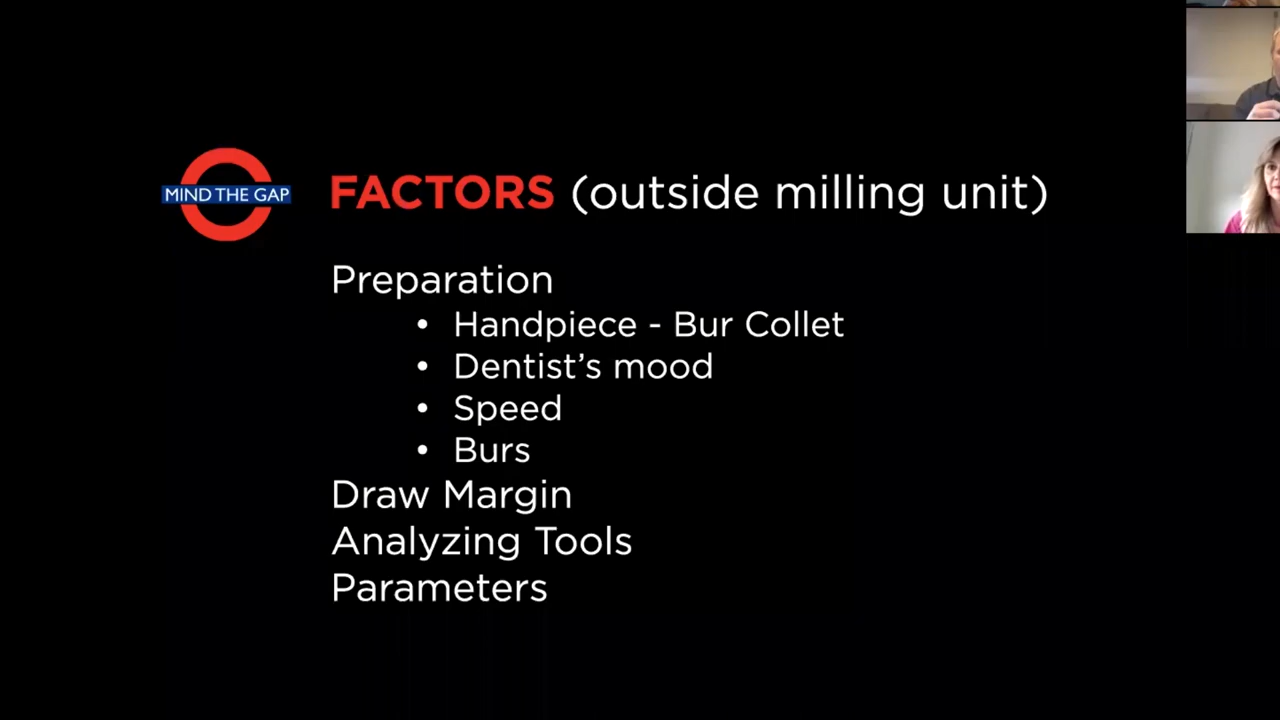 MIND THE GAP
FACTORS (outside milling unit)
Preparation
• Handpiece - Bur Collet
• Dentist's mood
• Speed
• Burs
Draw Margin
Analyzing Tools
Parameters